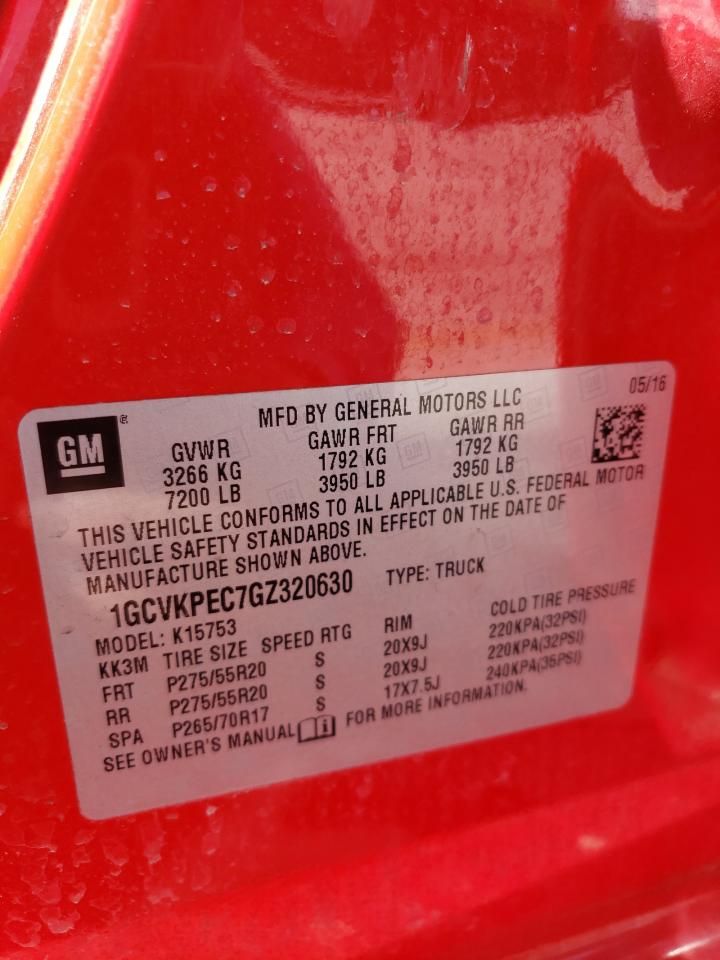 05/16
MFD BY GENERAL MOTORS LLC
GM ®
GVWR GAWR FRT GAWR RR
3266 KG 1792 KG 1792 KG
7200 LB 3950 LB 3950 LB
THIS VEHICLE CONFORMS TO ALL APPLICABLE U.S. FEDERAL MOTOR
VEHICLE SAFETY STANDARDS IN EFFECT ON THE DATE OF
MANUFACTURE SHOWN ABOVE.
1GCVKPEC7GZ320630 TYPE: TRUCK
MODEL: K15753
KK3M TIRE SIZE SPEED RTG RIM COLD TIRE PRESSURE
FRT P275/55R20 S 20X9J 220KPA(32PSI)
RR P275/55R20 S 20X9J 220KPA(32PSI)
SPA P265/70R17 S 17X7.5J 240KPA(35PSI)
SEE OWNER'S MANUAL FOR MORE INFORMATION.